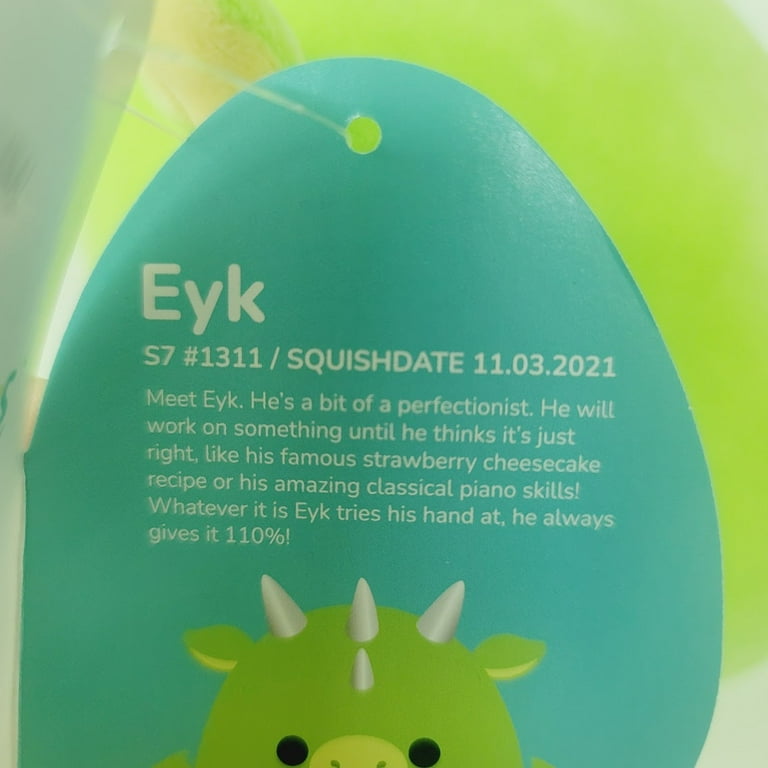 Eyk
S7 #1311 / SQUISHDATE 11.03.2021
Meet Eyk. He's a bit of a perfectionist. He will
work on something until he thinks it's just
right, like his famous strawberry cheesecake
recipe or his amazing classical piano skills!
Whatever it is Eyk tries his hand at, he always
gives it 110%!